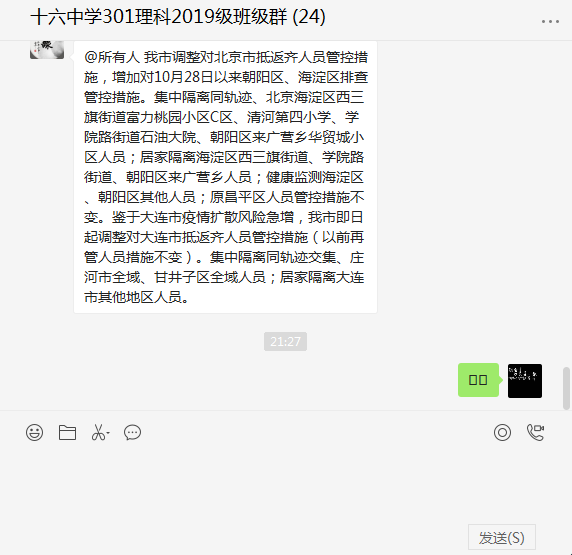 十六中学301理科2019级班级群 (24)
@所有人 我市调整对北京市抵返齐人员管控措
施，增加对10月28日以来朝阳区、海淀区排查
管控措施。集中隔离同轨迹、北京海淀区西三
旗街道富力桃园小区C区、清河第四小学、学
院路街道石油大院、朝阳区来广营乡华贸城小
区人员；居家隔离海淀区西三旗街道、学院路
街道、朝阳区来广营乡人员；健康监测海淀区
、朝阳区其他人员；原昌平区人员管控措施不
变。鉴于大连市疫情扩散风险急增，我市即日
起调整对大连市抵返齐人员管控措施（以前再
管人员措施不变）。集中隔离同轨迹交集、庄
河市全域、甘井子区全域人员；居家隔离大连
市其他地区人员。
21:27
发送(S)